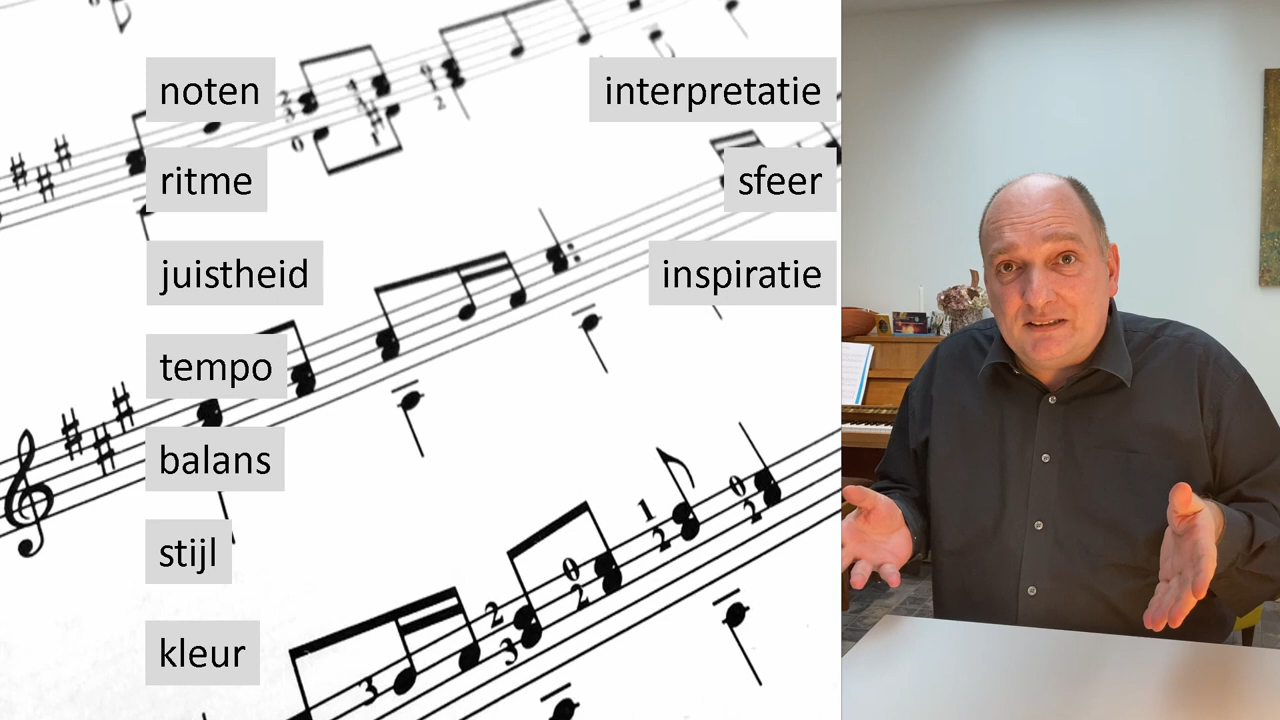 noten
ritme
juistheid
tempo
balans
stijl
kleur
interpretatie
sfeer
inspiratie